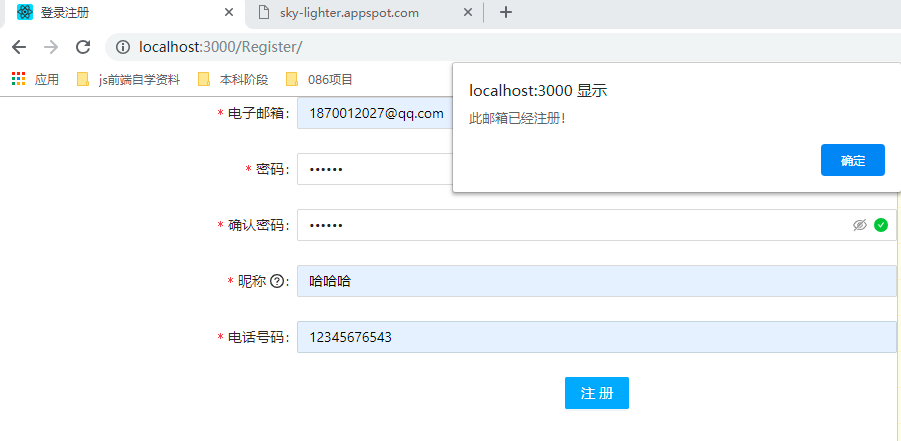 登录注册 sky-lighter.appspot.com
localhost:3000/Register/
应用 js前端自学资料 本科阶段 086项目
localhost:3000 显示
此邮箱已经注册！
确定
* 电子邮箱： 1870012027@qq.com
* 密码： ••••••
* 确认密码： ••••••
* 昵称 ?： 哈哈哈
* 电话号码： 12345676543
注 册